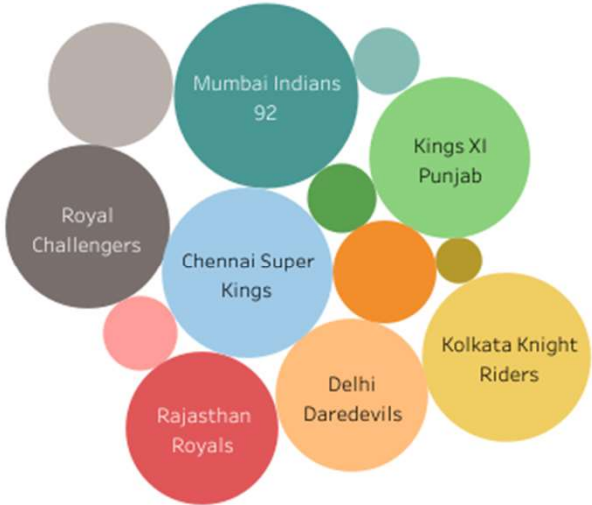 Mumbai Indians
92
Kings XI
Punjab
Royal
Challengers
Chennai Super
Kings
Kolkata Knight
Riders
Delhi
Daredevils
Rajasthan
Royals